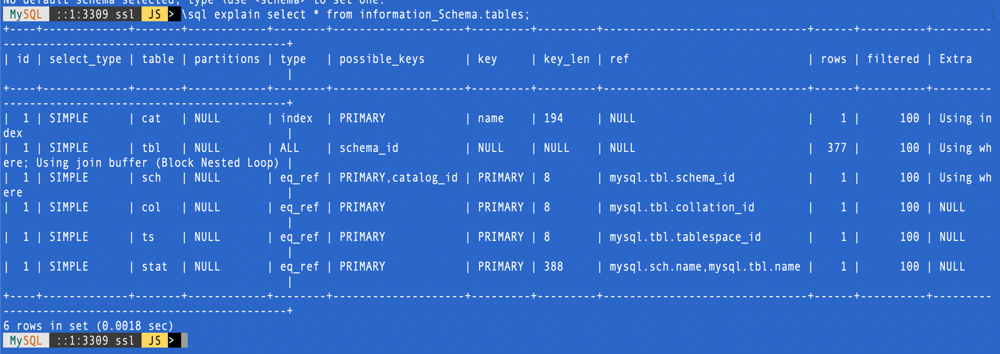 No default schema selected; type \use <schema> to set one.
MySQL ::1:3309 ssl JS > \sql explain select * from information_Schema.tables;
+----+-------------+-------+------------+--------+--------------------+---------+---------+-------------------------------+------+----------+---------
-------------------------------------------+
| id | select_type | table | partitions | type   | possible_keys      | key     | key_len | ref                           | rows | filtered | Extra
                                           |
+----+-------------+-------+------------+--------+--------------------+---------+---------+-------------------------------+------+----------+---------
-------------------------------------------+
|  1 | SIMPLE      | cat   | NULL       | index  | PRIMARY            | name    | 194     | NULL                          |    1 |      100 | Using in
dex                                        |
|  1 | SIMPLE      | tbl   | NULL       | ALL    | schema_id          | NULL    | NULL    | NULL                          |  377 |      100 | Using wh
ere; Using join buffer (Block Nested Loop) |
|  1 | SIMPLE      | sch   | NULL       | eq_ref | PRIMARY,catalog_id | PRIMARY | 8       | mysql.tbl.schema_id           |    1 |      100 | Using wh
ere                                        |
|  1 | SIMPLE      | col   | NULL       | eq_ref | PRIMARY            | PRIMARY | 8       | mysql.tbl.collation_id        |    1 |      100 | NULL
                                           |
|  1 | SIMPLE      | ts    | NULL       | eq_ref | PRIMARY            | PRIMARY | 8       | mysql.tbl.tablespace_id       |    1 |      100 | NULL
                                           |
|  1 | SIMPLE      | stat  | NULL       | eq_ref | PRIMARY            | PRIMARY | 388     | mysql.sch.name,mysql.tbl.name |    1 |      100 | NULL
                                           |
+----+-------------+-------+------------+--------+--------------------+---------+---------+-------------------------------+------+----------+---------
-------------------------------------------+
6 rows in set (0.0018 sec)
MySQL ::1:3309 ssl JS >